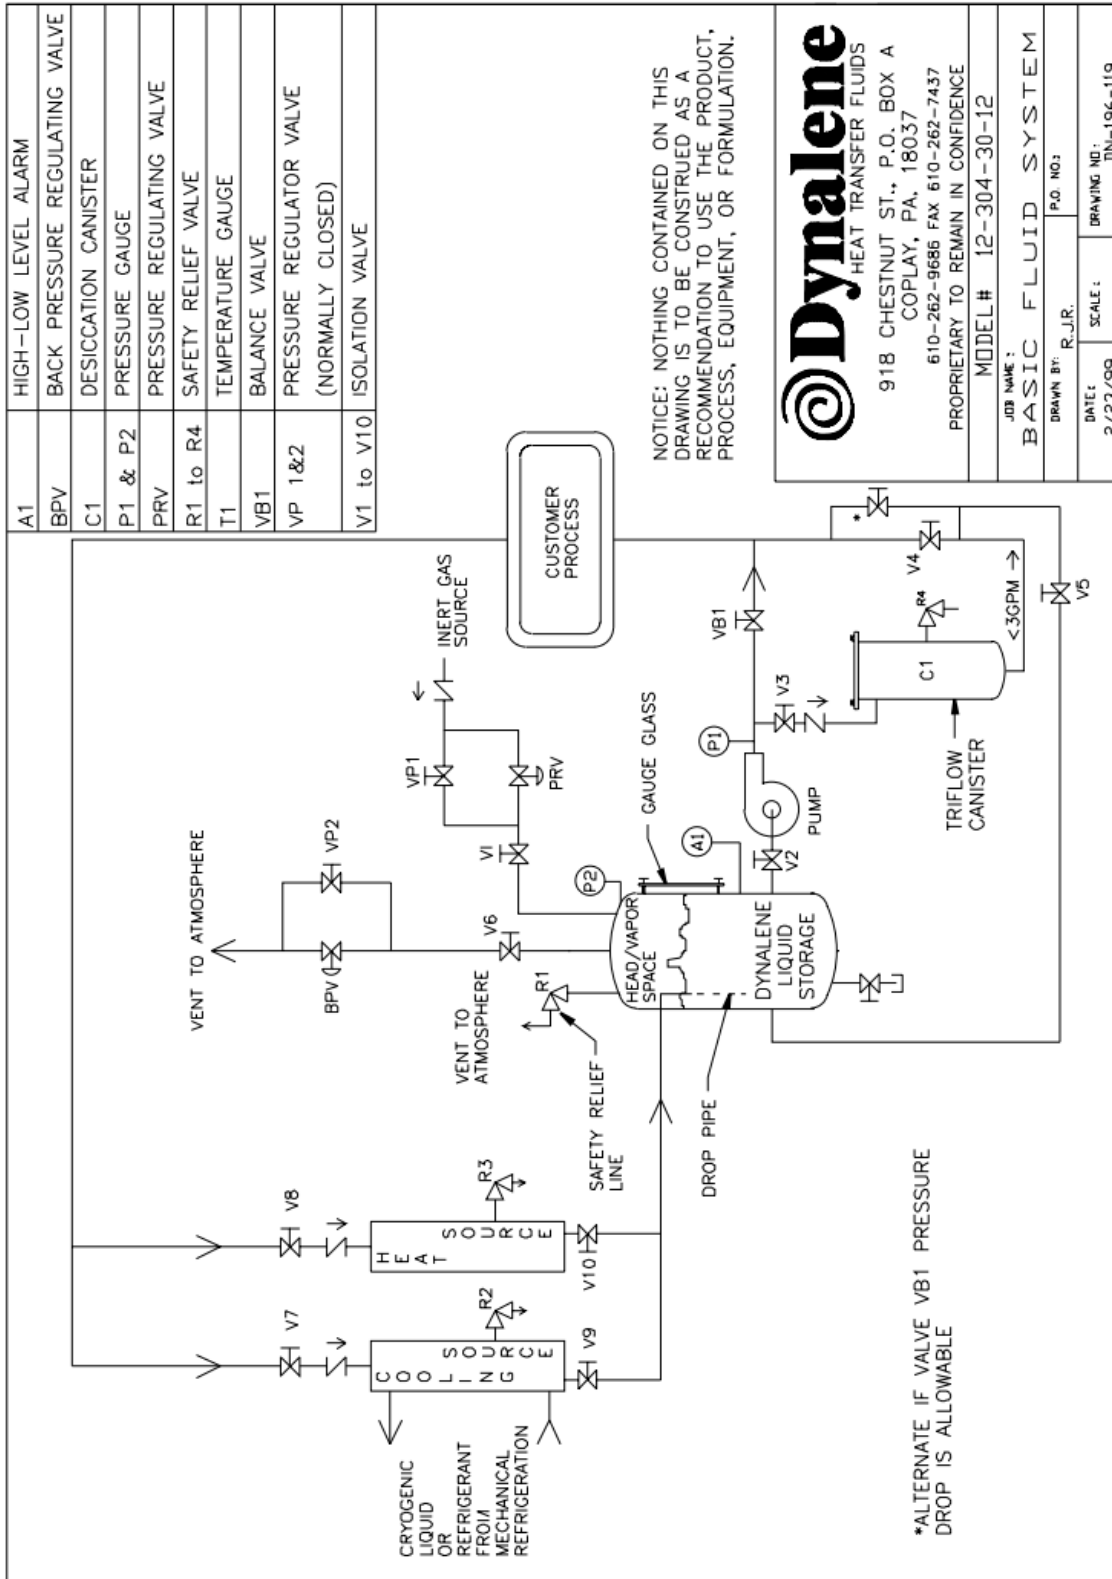 A1 HIGH-LOW LEVEL ALARM
BPV BACK PRESSURE REGULATING VALVE
C1 DESICCATION CANISTER
P1 & P2 PRESSURE GAUGE
PRV PRESSURE REGULATING VALVE
R1 to R4 SAFETY RELIEF VALVE
T1 TEMPERATURE GAUGE
VB1 BALANCE VALVE
VP 1&2 PRESSURE REGULATOR VALVE
(NORMALLY CLOSED)
V1 to V10 ISOLATION VALVE
NOTICE: NOTHING CONTAINED ON THIS
DRAWING IS TO BE CONSTRUED AS A
RECOMMENDATION TO USE THE PRODUCT,
PROCESS, EQUIPMENT, OR FORMULATION.
Dynalene
HEAT TRANSFER FLUIDS
918 CHESTNUT ST., P.O. BOX A
COPLAY, PA. 18037
610-262-9686 FAX 610-262-7437
PROPRIETARY TO REMAIN IN CONFIDENCE
MODEL# 12-304-30-12
JOB NAME:
BASIC FLUID SYSTEM
DRAWN BY: R.J.R.
P.O. NO.:
DATE:
SCALE:
DRAWING NO:
CUSTOMER
PROCESS
INERT GAS
SOURCE
VP1
PRV
V1
VENT TO ATMOSPHERE
VP2
BPV
V6
VENT TO
ATMOSPHERE
R1
SAFETY RELIEF
LINE
P2
GAUGE GLASS
HEAD/VAPOR
SPACE
A1
DYNALENE
LIQUID
STORAGE
DROP PIPE
V2
PUMP
P1
VB1
V3
*
V4
V5
R4
C1
<3GPM
TRIFLOW
CANISTER
V8
HEAT
SOURCE
R3
V10
V7
COOLING
SOURCE
R2
V9
CRYOGENIC
LIQUID
OR
REFRIGERANT
FROM
MECHANICAL
REFRIGERATION
*ALTERNATE IF VALVE VB1 PRESSURE
DROP IS ALLOWABLE